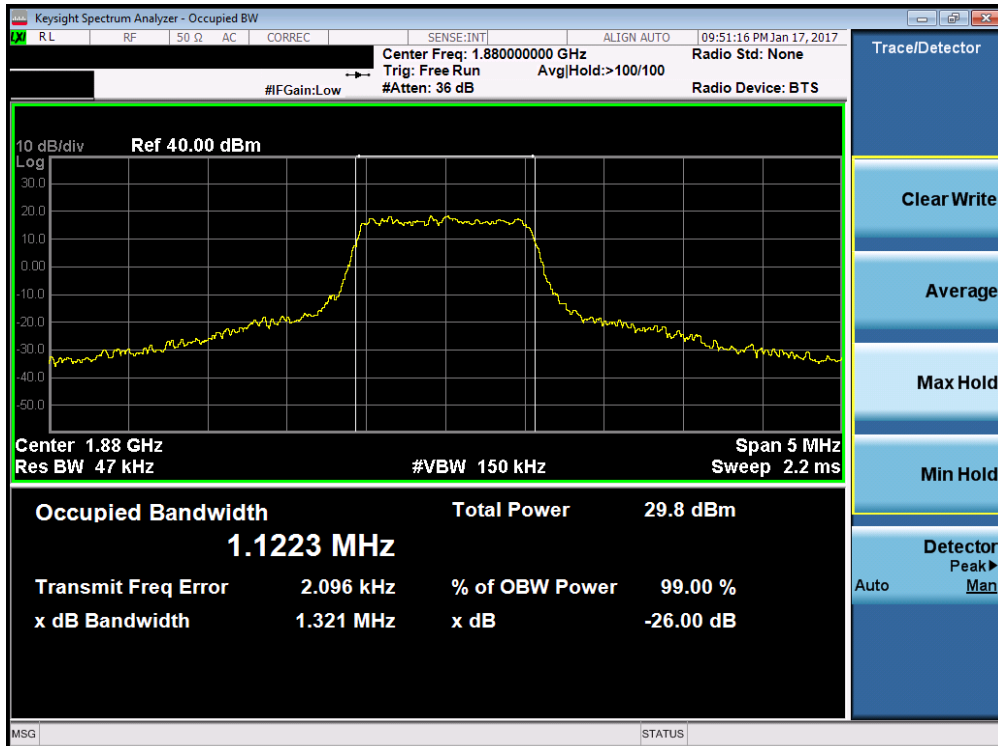 Keysight Spectrum Analyzer - Occupied BW
LXI RL RF 50 Ω AC CORREC SENSE:INT ALIGN AUTO 09:51:16 PM Jan 17, 2017
Center Freq: 1.880000000 GHz Radio Std: None
Trig: Free Run Avg|Hold:>100/100
#IFGain:Low #Atten: 36 dB Radio Device: BTS
10 dB/div Ref 40.00 dBm
Log
30.0
20.0
10.0
0.00
-10.0
-20.0
-30.0
-40.0
-50.0
Center 1.88 GHz Span 5 MHz
Res BW 47 kHz #VBW 150 kHz Sweep 2.2 ms
Occupied Bandwidth Total Power 29.8 dBm
1.1223 MHz
Transmit Freq Error 2.096 kHz % of OBW Power 99.00 %
x dB Bandwidth 1.321 MHz x dB -26.00 dB
MSG STATUS
Trace/Detector
Clear Write
Average
Max Hold
Min Hold
Detector
Peak▶
Auto Man